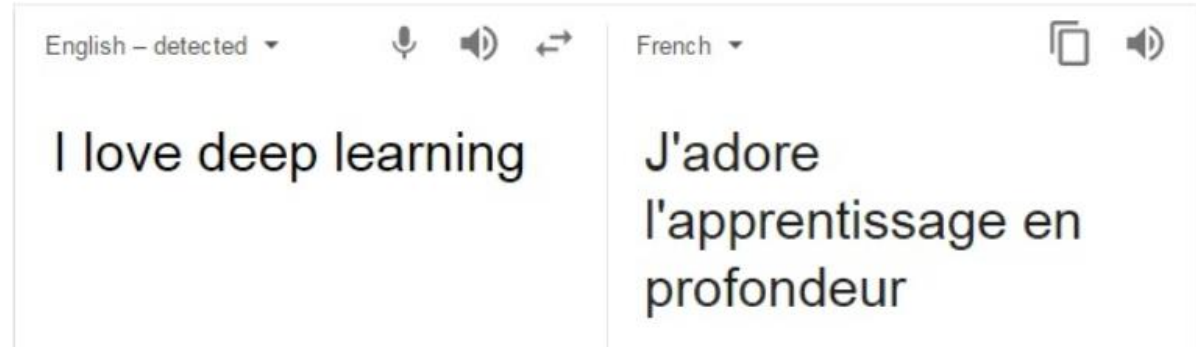 English – detected
French
I love deep learning
J'adore
l'apprentissage en
profondeur